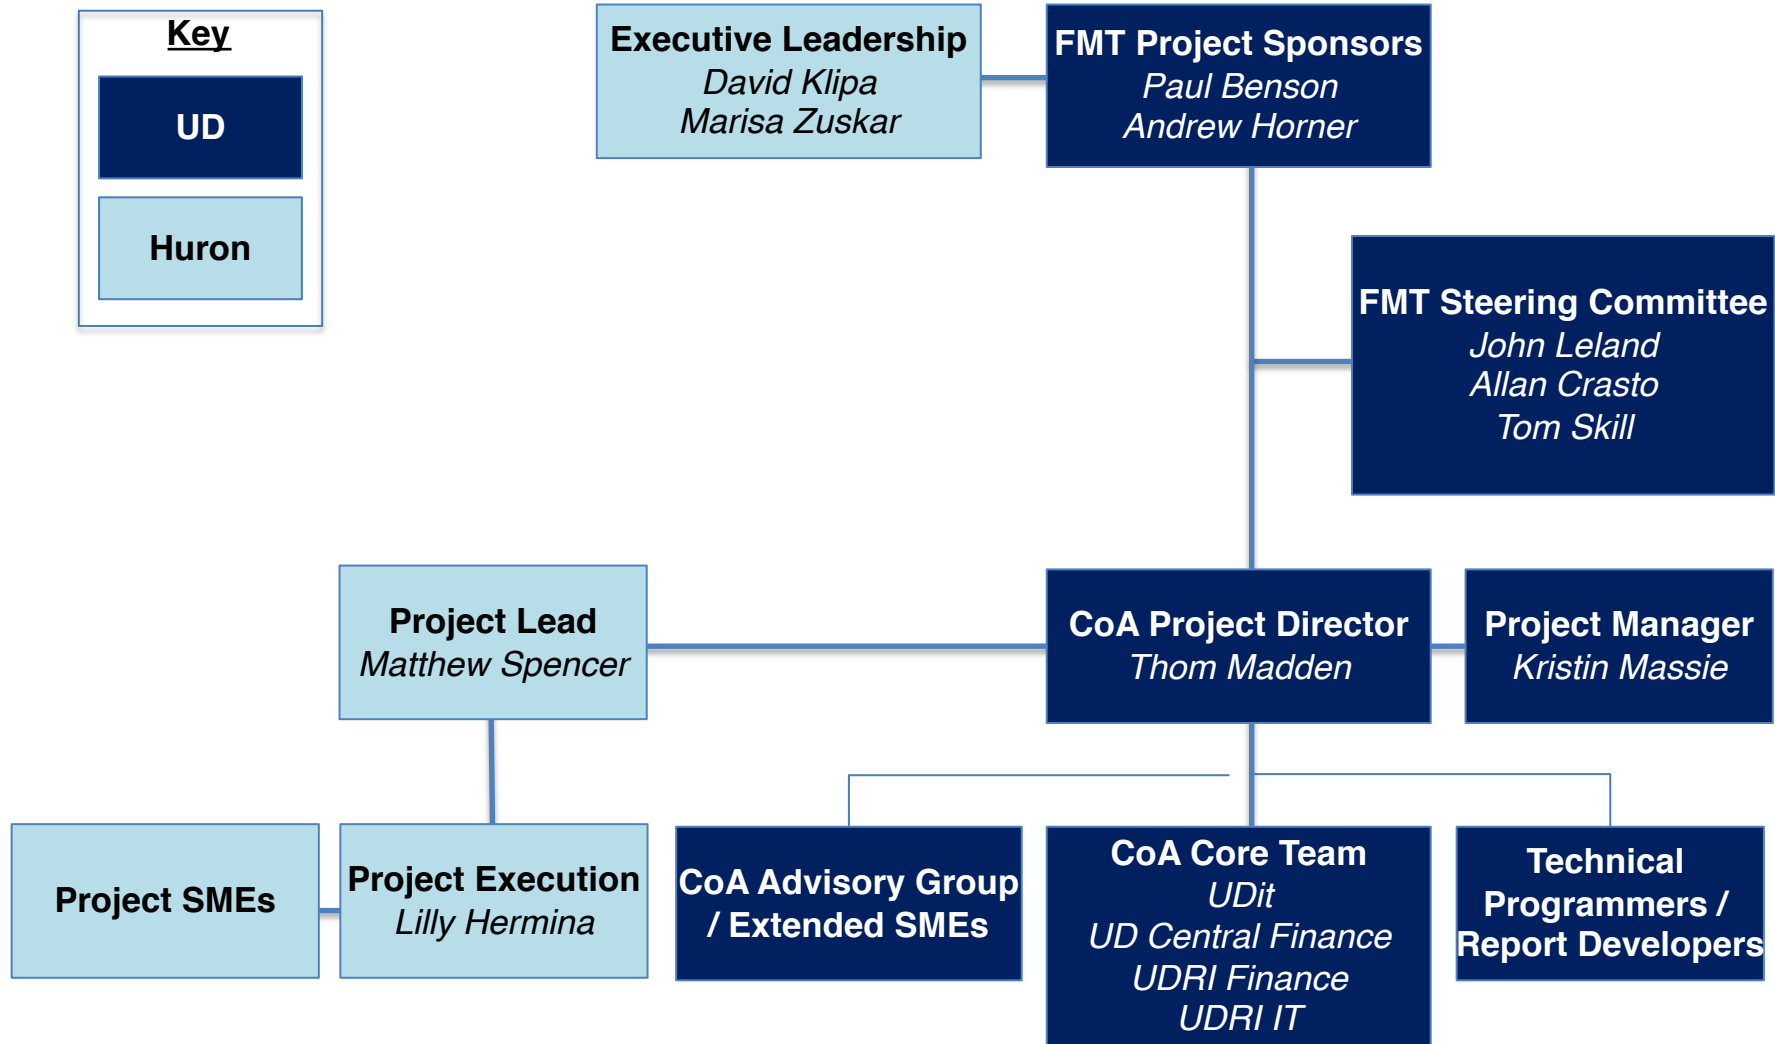 Key
UD
Huron
Executive Leadership
David Klipa
Marisa Zuskar
FMT Project Sponsors
Paul Benson
Andrew Horner
FMT Steering Committee
John Leland
Allan Crasto
Tom Skill
Project Lead
Matthew Spencer
CoA Project Director
Thom Madden
Project Manager
Kristin Massie
Project SMEs
Project Execution
Lilly Hermina
CoA Advisory Group
/ Extended SMEs
CoA Core Team
UDit
UD Central Finance
UDRI Finance
UDRI IT
Technical
Programmers /
Report Developers